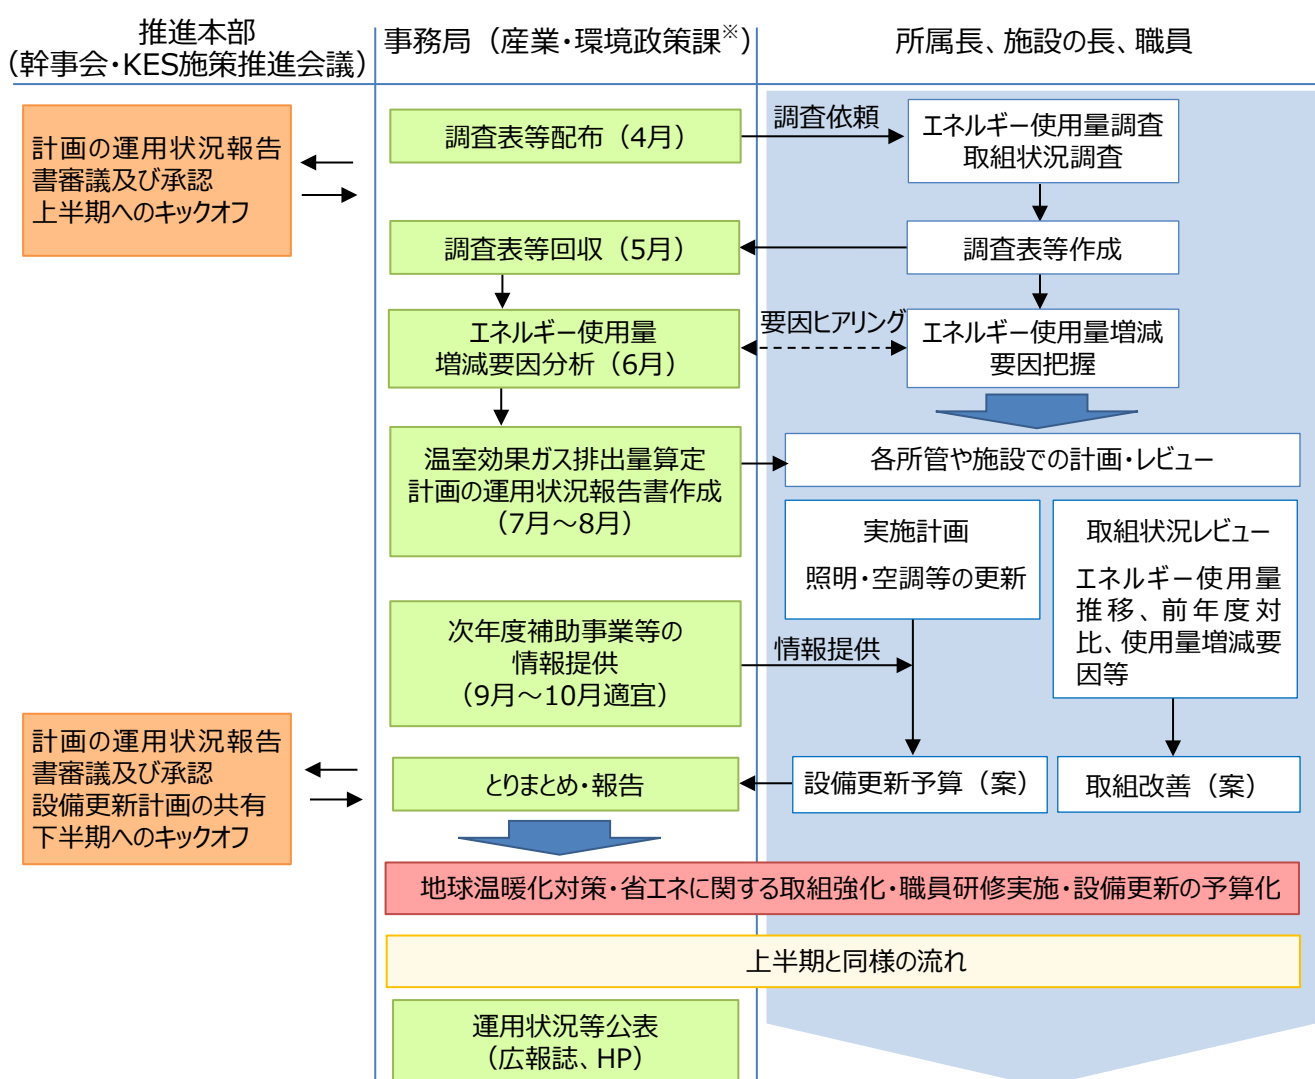 推進本部
（幹事会・KES施策推進会議）
事務局（産業・環境政策課※）
所属長、施設の長、職員
計画の運用状況報告
書審議及び承認
上半期へのキックオフ
調査表等配布（4月）
調査依頼
エネルギー使用量調査
取組状況調査
調査表等回収（5月）
調査表等作成
エネルギー使用量
増減要因分析（6月）
要因ヒアリング
エネルギー使用量増減
要因把握
温室効果ガス排出量算定
計画の運用状況報告書作成
（7月～8月）
各所管や施設での計画・レビュー
実施計画
照明・空調等の更新
取組状況レビュー
エネルギー使用量
推移、前年度対
比、使用量増減要
因等
次年度補助事業等の
情報提供
（9月～10月適宜）
情報提供
計画の運用状況報告
書審議及び承認
設備更新計画の共有
下半期へのキックオフ
とりまとめ・報告
設備更新予算（案）
取組改善（案）
地球温暖化対策・省エネに関する取組強化・職員研修実施・設備更新の予算化
上半期と同様の流れ
運用状況等公表
（広報誌、HP）